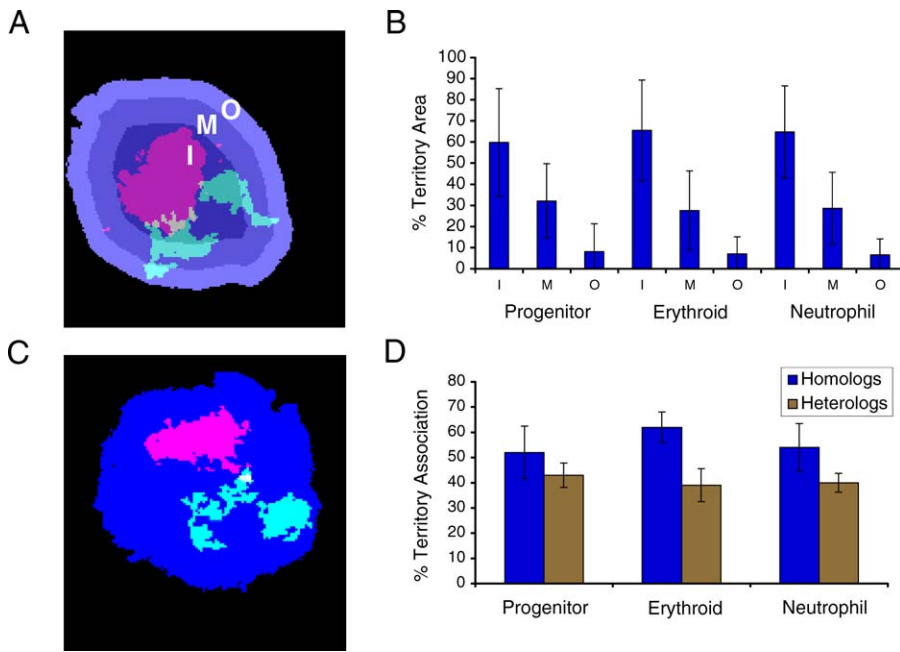 A
I
M
O
B
% Territory Area
100
90
80
70
60
50
40
30
20
10
0
I M O I M O I M O
Progenitor Erythroid Neutrophil
C
D
% Territory Association
80
70
60
50
40
30
20
10
0
Homologs
Heterologs
Progenitor Erythroid Neutrophil